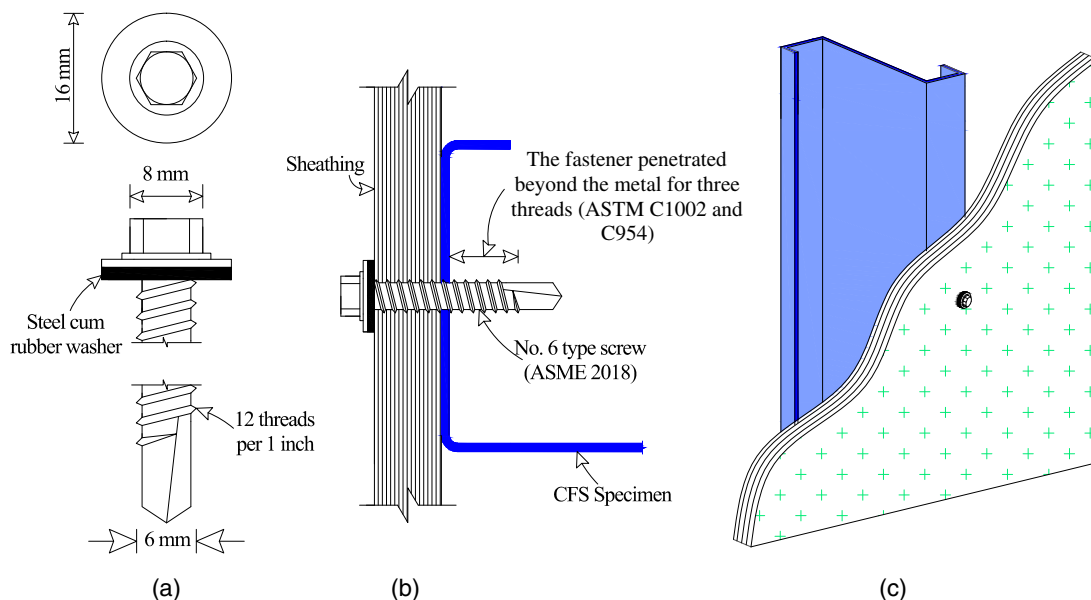 16 mm
8 mm
Steel cum
rubber washer
12 threads
per 1 inch
6 mm
(a)
Sheathing
The fastener penetrated
beyond the metal for three
threads (ASTM C1002 and
C954)
No. 6 type screw
(ASME 2018)
CFS Specimen
(b)
(c)